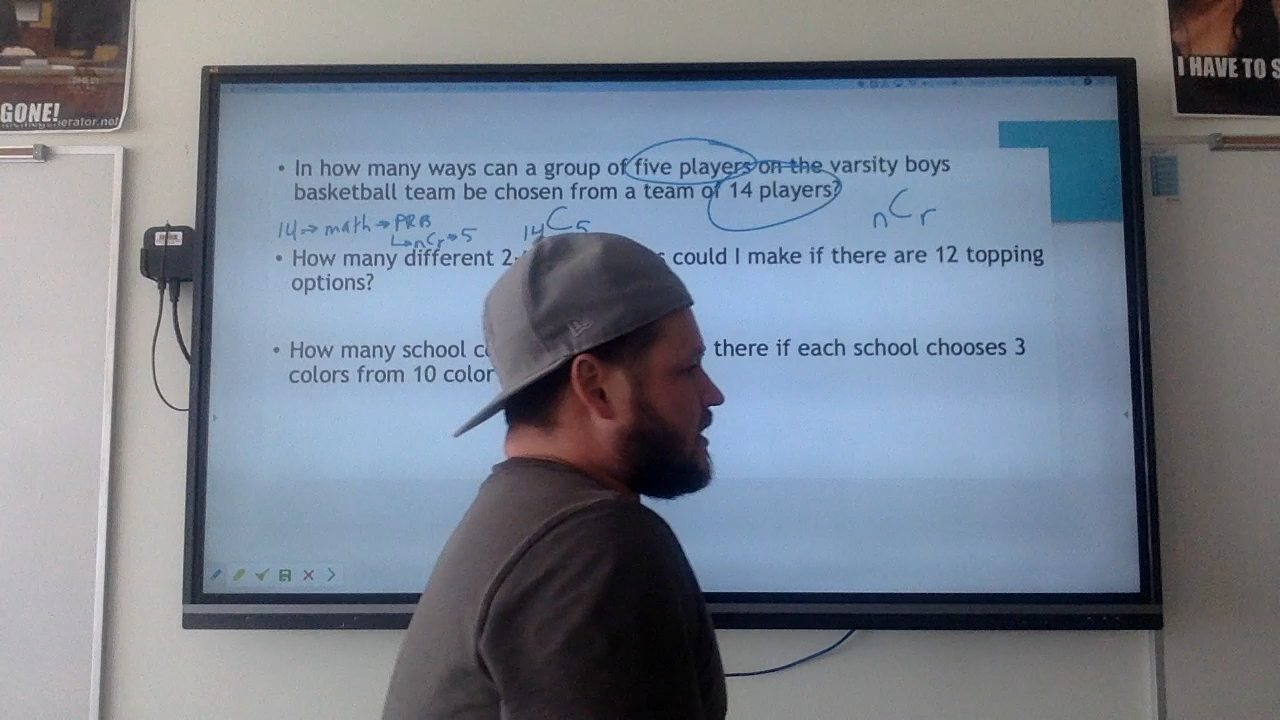 GONE!
I HAVE TO
• In how many ways can a group of five players on the varsity boys
basketball team be chosen from a team of 14 players?
14 → math → PRB
↳ nCr → 5
14C5
nCr
• How many different 2- could I make if there are 12 topping
options?
• How many school there if each school chooses 3
colors from 10